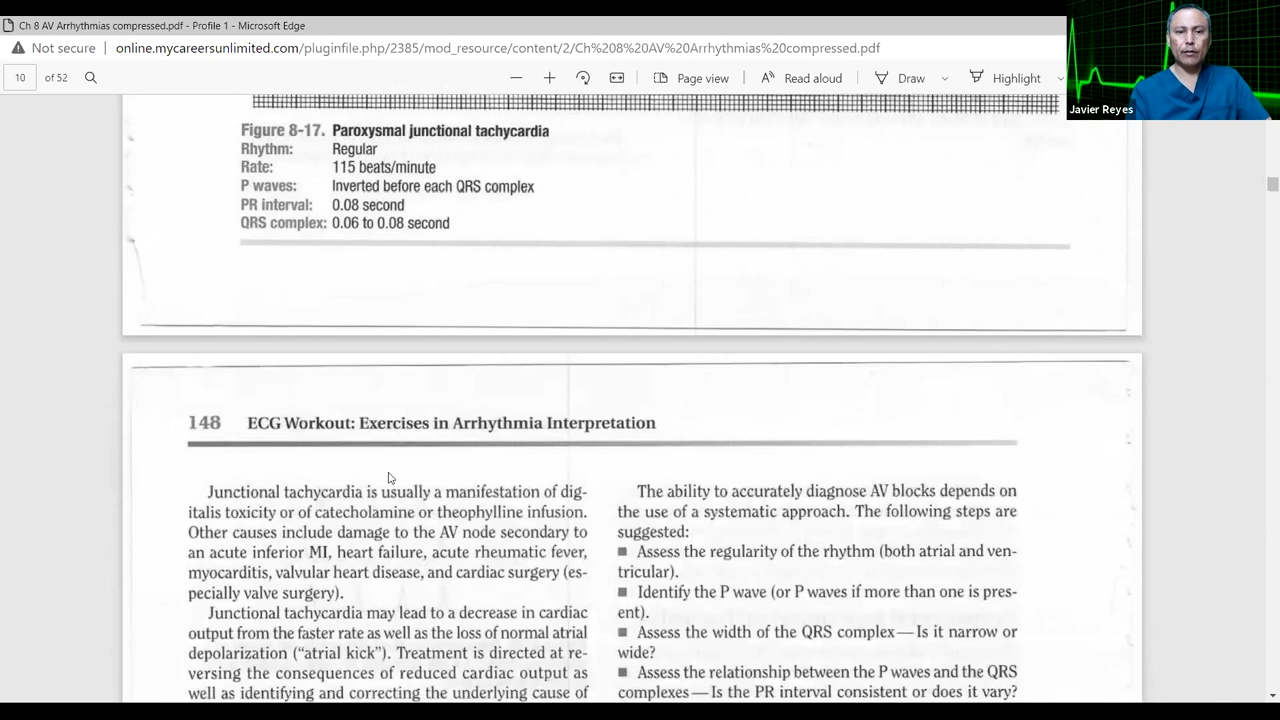 Ch 8 AV Arrhythmias compressed.pdf - Profile 1 - Microsoft Edge
Not secure
online.mycareersunlimited.com/pluginfile.php/2385/mod_resource/content/2/Ch%208%20AV%20Arrhythmias%20compressed.pdf
10 of 52
Page view
Read aloud
Draw
Highlight
Javier Reyes
Figure 8-17. Paroxysmal junctional tachycardia
Rhythm: Regular
Rate: 115 beats/minute
P waves: Inverted before each QRS complex
PR interval: 0.08 second
QRS complex: 0.06 to 0.08 second
148 ECG Workout: Exercises in Arrhythmia Interpretation
Junctional tachycardia is usually a manifestation of dig-
italis toxicity or of catecholamine or theophylline infusion.
Other causes include damage to the AV node secondary to
an acute inferior MI, heart failure, acute rheumatic fever,
myocarditis, valvular heart disease, and cardiac surgery (es-
pecially valve surgery).
Junctional tachycardia may lead to a decrease in cardiac
output from the faster rate as well as the loss of normal atrial
depolarization (“atrial kick”). Treatment is directed at re-
versing the consequences of reduced cardiac output as
well as identifying and correcting the underlying cause of
The ability to accurately diagnose AV blocks depends on
the use of a systematic approach. The following steps are
suggested:
■ Assess the regularity of the rhythm (both atrial and ven-
tricular).
■ Identify the P wave (or P waves if more than one is pres-
ent).
■ Assess the width of the QRS complex—Is it narrow or
wide?
■ Assess the relationship between the P waves and the QRS
complexes—Is the PR interval consistent or does it vary?